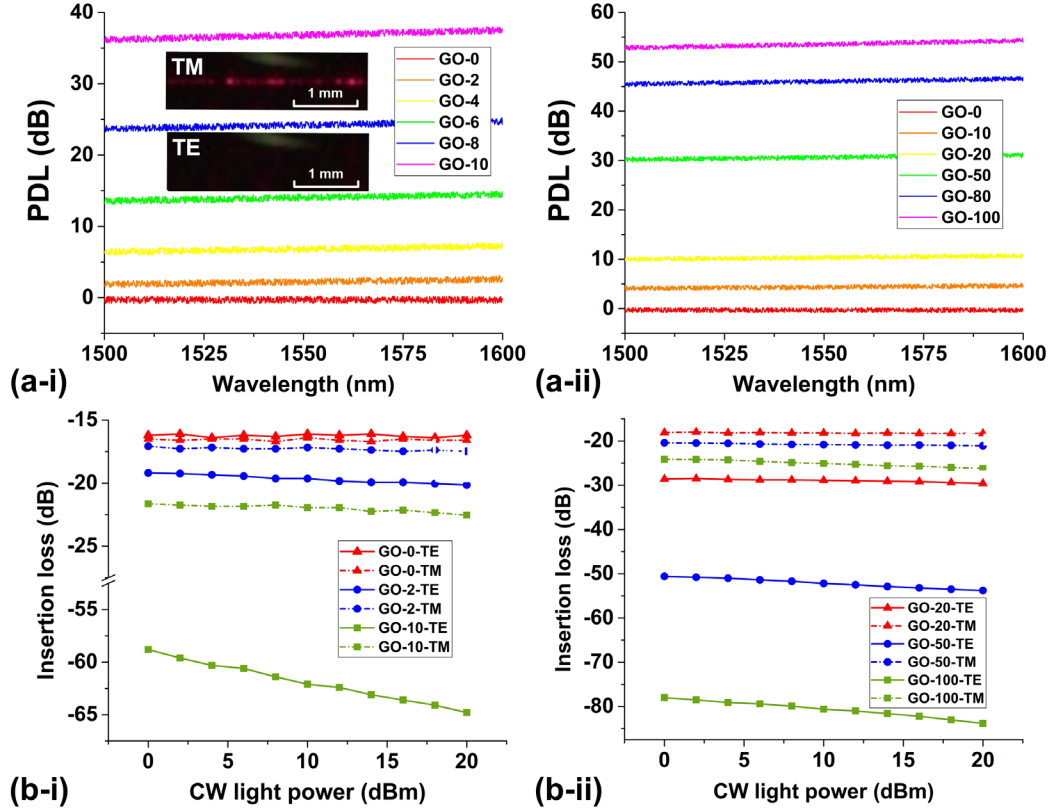 40
30
20
10
0
PDL (dB)
TM
1 mm
TE
1 mm
GO-0
GO-2
GO-4
GO-6
GO-8
GO-10
1500
1525
1550
1575
1600
Wavelength (nm)
(a-i)
60
50
40
30
20
10
0
PDL (dB)
GO-0
GO-10
GO-20
GO-50
GO-80
GO-100
1500
1525
1550
1575
1600
Wavelength (nm)
(a-ii)
-15
-20
-25
-55
-60
-65
Insertion loss (dB)
GO-0-TE
GO-0-TM
GO-2-TE
GO-2-TM
GO-10-TE
GO-10-TM
0
5
10
15
20
CW light power (dBm)
(b-i)
-20
-30
-40
-50
-60
-70
-80
Insertion loss (dB)
GO-20-TE
GO-20-TM
GO-50-TE
GO-50-TM
GO-100-TE
GO-100-TM
0
5
10
15
20
CW light power (dBm)
(b-ii)